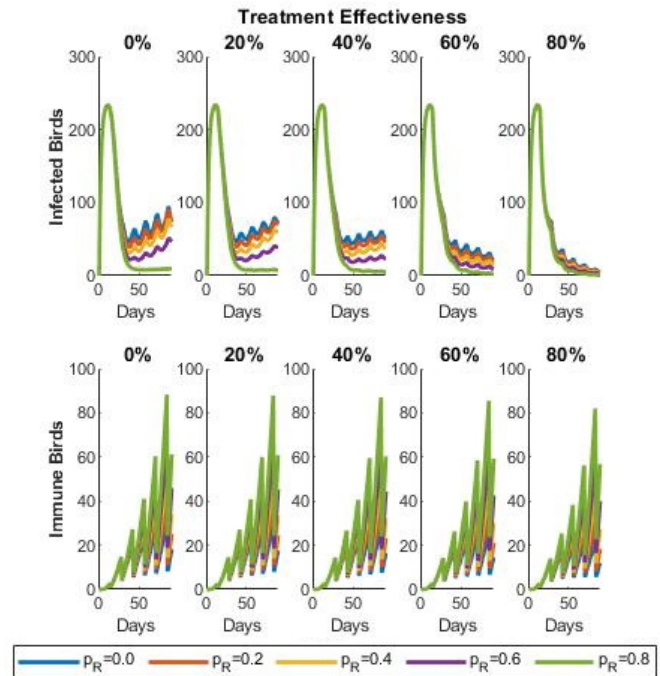 Treatment Effectiveness
0% 20% 40% 60% 80%
300 300 300 300 300
200 200 200 200 200
Infected Birds
100 100 100 100 100
0 0 0 0 0
0 50 0 50 0 50 0 50 0 50
Days Days Days Days Days
0% 20% 40% 60% 80%
100 100 100 100 100
80 80 80 80 80
60 60 60 60 60
Immune Birds
40 40 40 40 40
20 20 20 20 20
0 0 0 0 0
0 50 0 50 0 50 0 50 0 50
Days Days Days Days Days
p_R=0.0 p_R=0.2 p_R=0.4 p_R=0.6 p_R=0.8